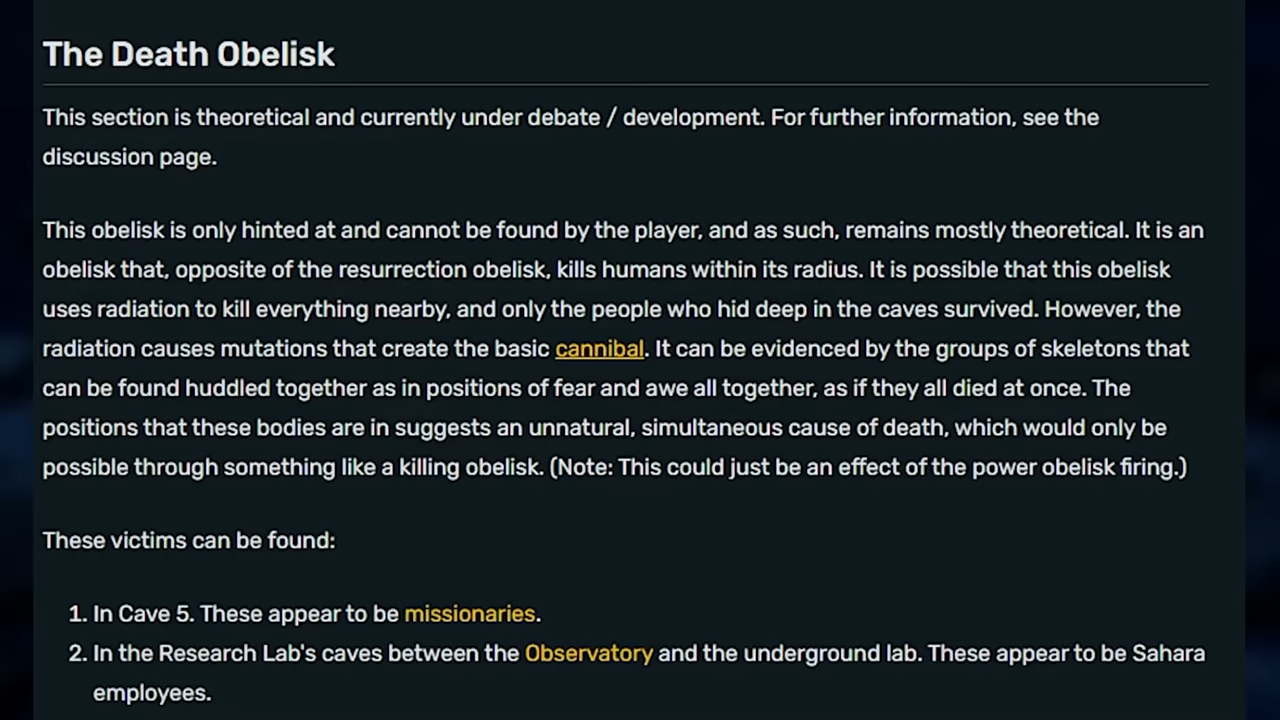 The Death Obelisk
This section is theoretical and currently under debate / development. For further information, see the
discussion page.
This obelisk is only hinted at and cannot be found by the player, and as such, remains mostly theoretical. It is an
obelisk that, opposite of the resurrection obelisk, kills humans within its radius. It is possible that this obelisk
uses radiation to kill everything nearby, and only the people who hid deep in the caves survived. However, the
radiation causes mutations that create the basic cannibal. It can be evidenced by the groups of skeletons that
can be found huddled together as in positions of fear and awe all together, as if they all died at once. The
positions that these bodies are in suggests an unnatural, simultaneous cause of death, which would only be
possible through something like a killing obelisk. (Note: This could just be an effect of the power obelisk firing.)
These victims can be found:
1. In Cave 5. These appear to be missionaries.
2. In the Research Lab's caves between the Observatory and the underground lab. These appear to be Sahara
employees.